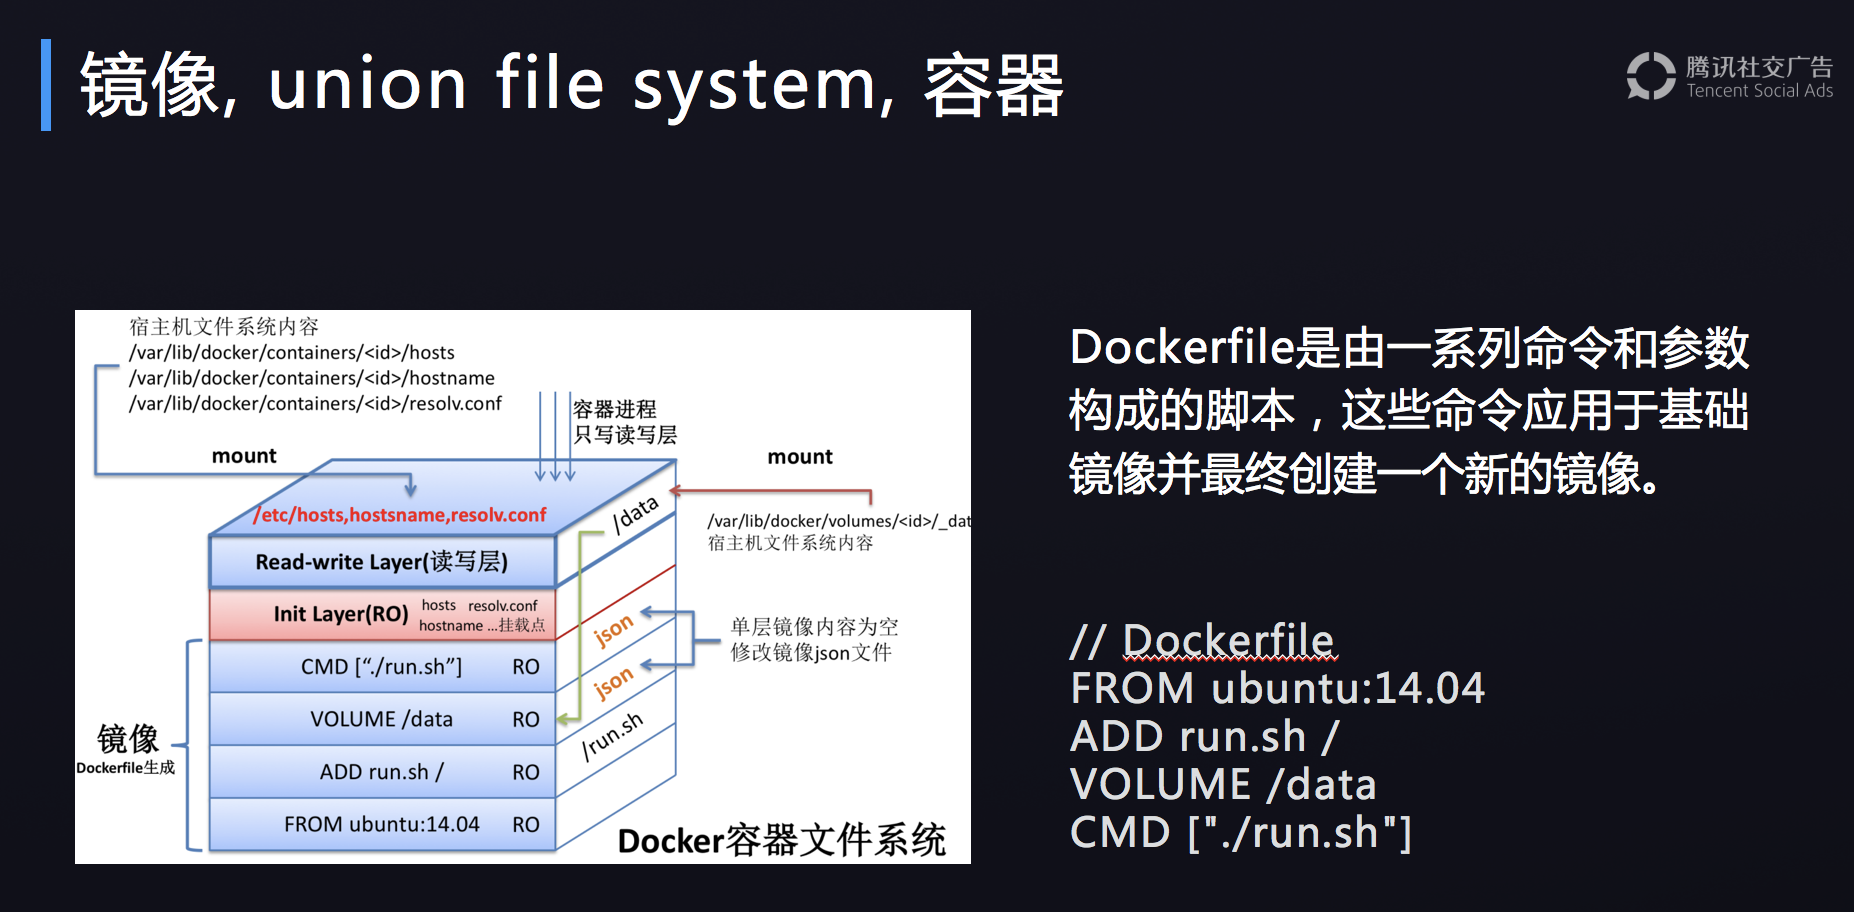 镜像, union file system, 容器
腾讯社交广告
Tencent Social Ads
宿主机文件系统内容
/var/lib/docker/containers/<id>/hosts
/var/lib/docker/containers/<id>/hostname
/var/lib/docker/containers/<id>/resolv.conf
容器进程
只写读写层
mount
mount
/etc/hosts,hostsname,resolv.conf
/data
/var/lib/docker/volumes/<id>/_dat
宿主机文件系统内容
Read-write Layer(读写层)
Init Layer(RO)
hosts resolv.conf
hostname ...挂载点
json
json
单层镜像内容为空
修改镜像json文件
CMD [“./run.sh”] RO
VOLUME /data RO
/run.sh
ADD run.sh / RO
FROM ubuntu:14.04 RO
镜像
Dockerfile生成
Docker容器文件系统
Dockerfile是由一系列命令和参数
构成的脚本，这些命令应用于基础
镜像并最终创建一个新的镜像。
// Dockerfile
FROM ubuntu:14.04
ADD run.sh /
VOLUME /data
CMD ["./run.sh"]